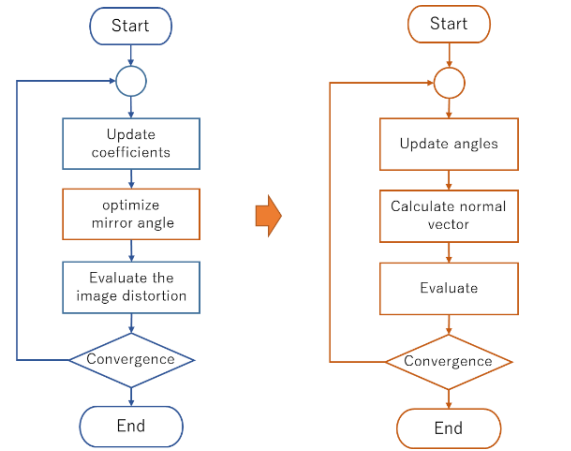 Start
Update
coefficients
optimize
mirror angle
Evaluate the
image distortion
Convergence
End
Start
Update angles
Calculate normal
vector
Evaluate
Convergence
End